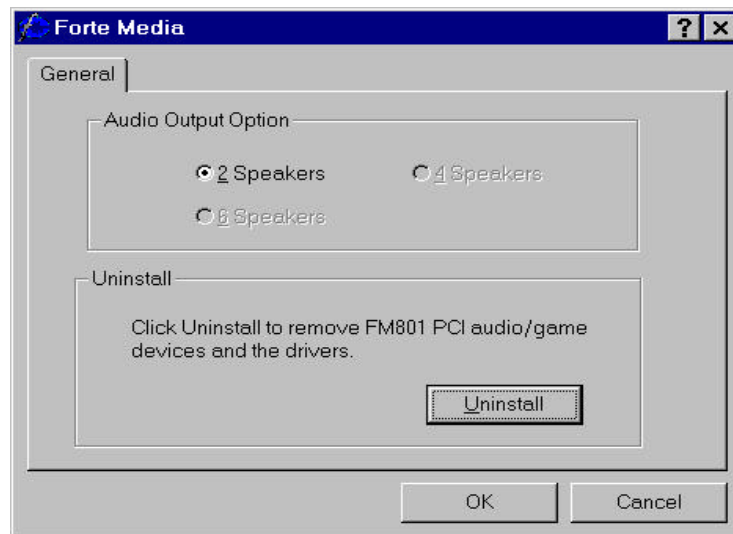 Forte Media
General
Audio Output Option
2 Speakers
4 Speakers
6 Speakers
Uninstall
Click Uninstall to remove FM801 PCI audio/game
devices and the drivers.
Uninstall
OK
Cancel